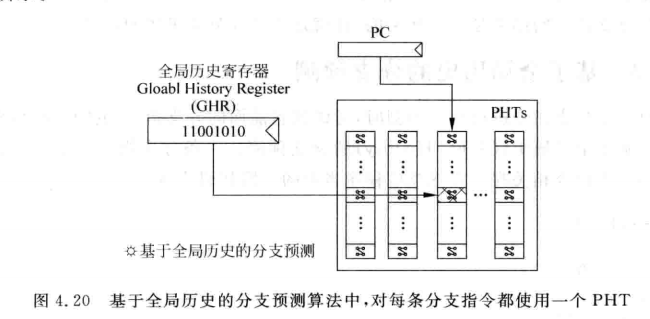 PC
全局历史寄存器
Gloabl History Register
(GHR)
11001010
PHTs
… …
基于全局历史的分支预测
图 4.20 基于全局历史的分支预测算法中,对每条分支指令都使用一个 PHT